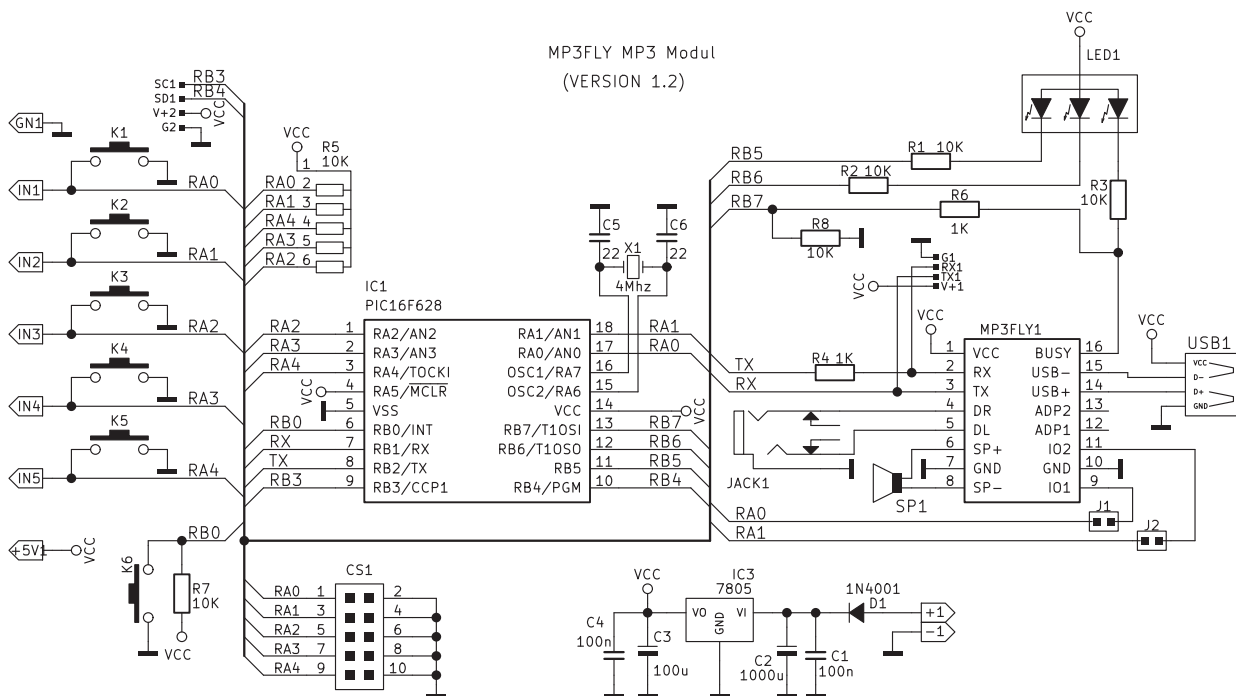 MP3FLY MP3 Modul
(VERSION 1.2)
VCC
LED1
SC1 RB3
SD1 RB4
V+2 VCC
G2
GN1
K1
IN1 RA0
K2
IN2 RA1
K3
IN3 RA2
K4
IN4 RA3
K5
IN5 RA4
+5V1 VCC
RB0
K6
R7
10K
VCC
VCC
R5
10K
1
RA0 2
RA1 3
RA4 4
RA3 5
RA2 6
C5
22
X1
4Mhz
C6
22
IC1
PIC16F628
RA2 1 RA2/AN2 RA1/AN1 18 RA1
RA3 2 RA3/AN3 RA0/AN0 17 RA0
RA4 3 RA4/TOCKI OSC1/RA7 16
VCC 4 RA5/MCLR OSC2/RA6 15
5 VSS VCC 14 VCC
RB0 6 RB0/INT RB7/T1OSI 13 RB7
RX 7 RB1/RX RB6/T1OSO 12 RB6
TX 8 RB2/TX RB5 11 RB5
RB3 9 RB3/CCP1 RB4/PGM 10 RB4
RB5 R1 10K
RB6 R2 10K
RB7 R6
1K
R3
10K
R8
10K
G1
RX1
TX1
VCC V+1
TX R4 1K
RX
VCC
MP3FLY1
1 VCC BUSY 16
2 RX USB- 15
3 TX USB+ 14
4 DR ADP2 13
5 DL ADP1 12
6 SP+ IO2 11
7 GND GND 10
8 SP- IO1 9
VCC
USB1
VCC
D-
D+
GND
JACK1
SP1
RA0 J1
RA1 J2
CS1
RA0 1 2
RA1 3 4
RA2 5 6
RA3 7 8
RA4 9 10
VCC
IC3
7805
VO VI
GND
1N4001
D1
+1
-1
C4
100n
C3
100u
C2
1000u
C1
100n